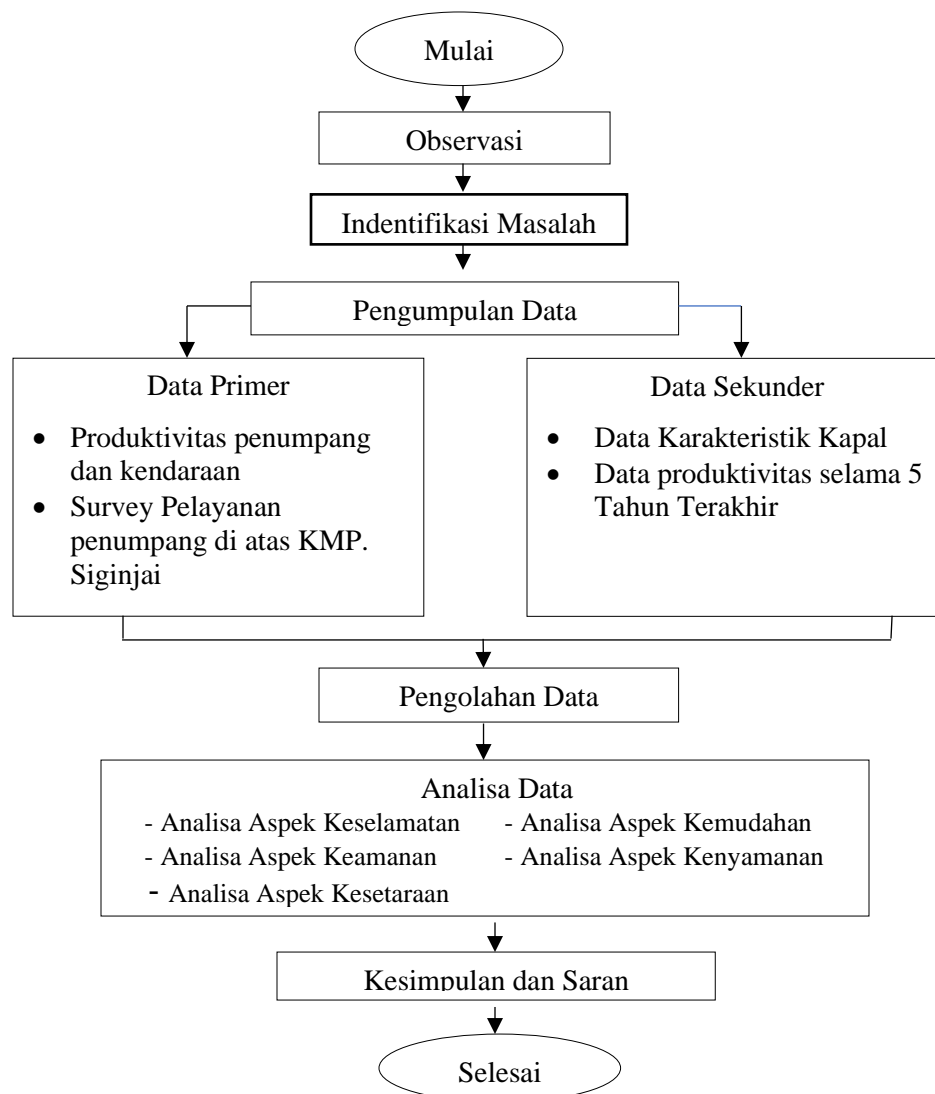 Mulai
Observasi
Indentifikasi Masalah
Pengumpulan Data
Data Primer
• Produktivitas penumpang
dan kendaraan
• Survey Pelayanan
penumpang di atas KMP.
Siginjai
Data Sekunder
• Data Karakteristik Kapal
• Data produktivitas selama 5
Tahun Terakhir
Pengolahan Data
Analisa Data
- Analisa Aspek Keselamatan - Analisa Aspek Kemudahan
- Analisa Aspek Keamanan - Analisa Aspek Kenyamanan
- Analisa Aspek Kesetaraan
Kesimpulan dan Saran
Selesai